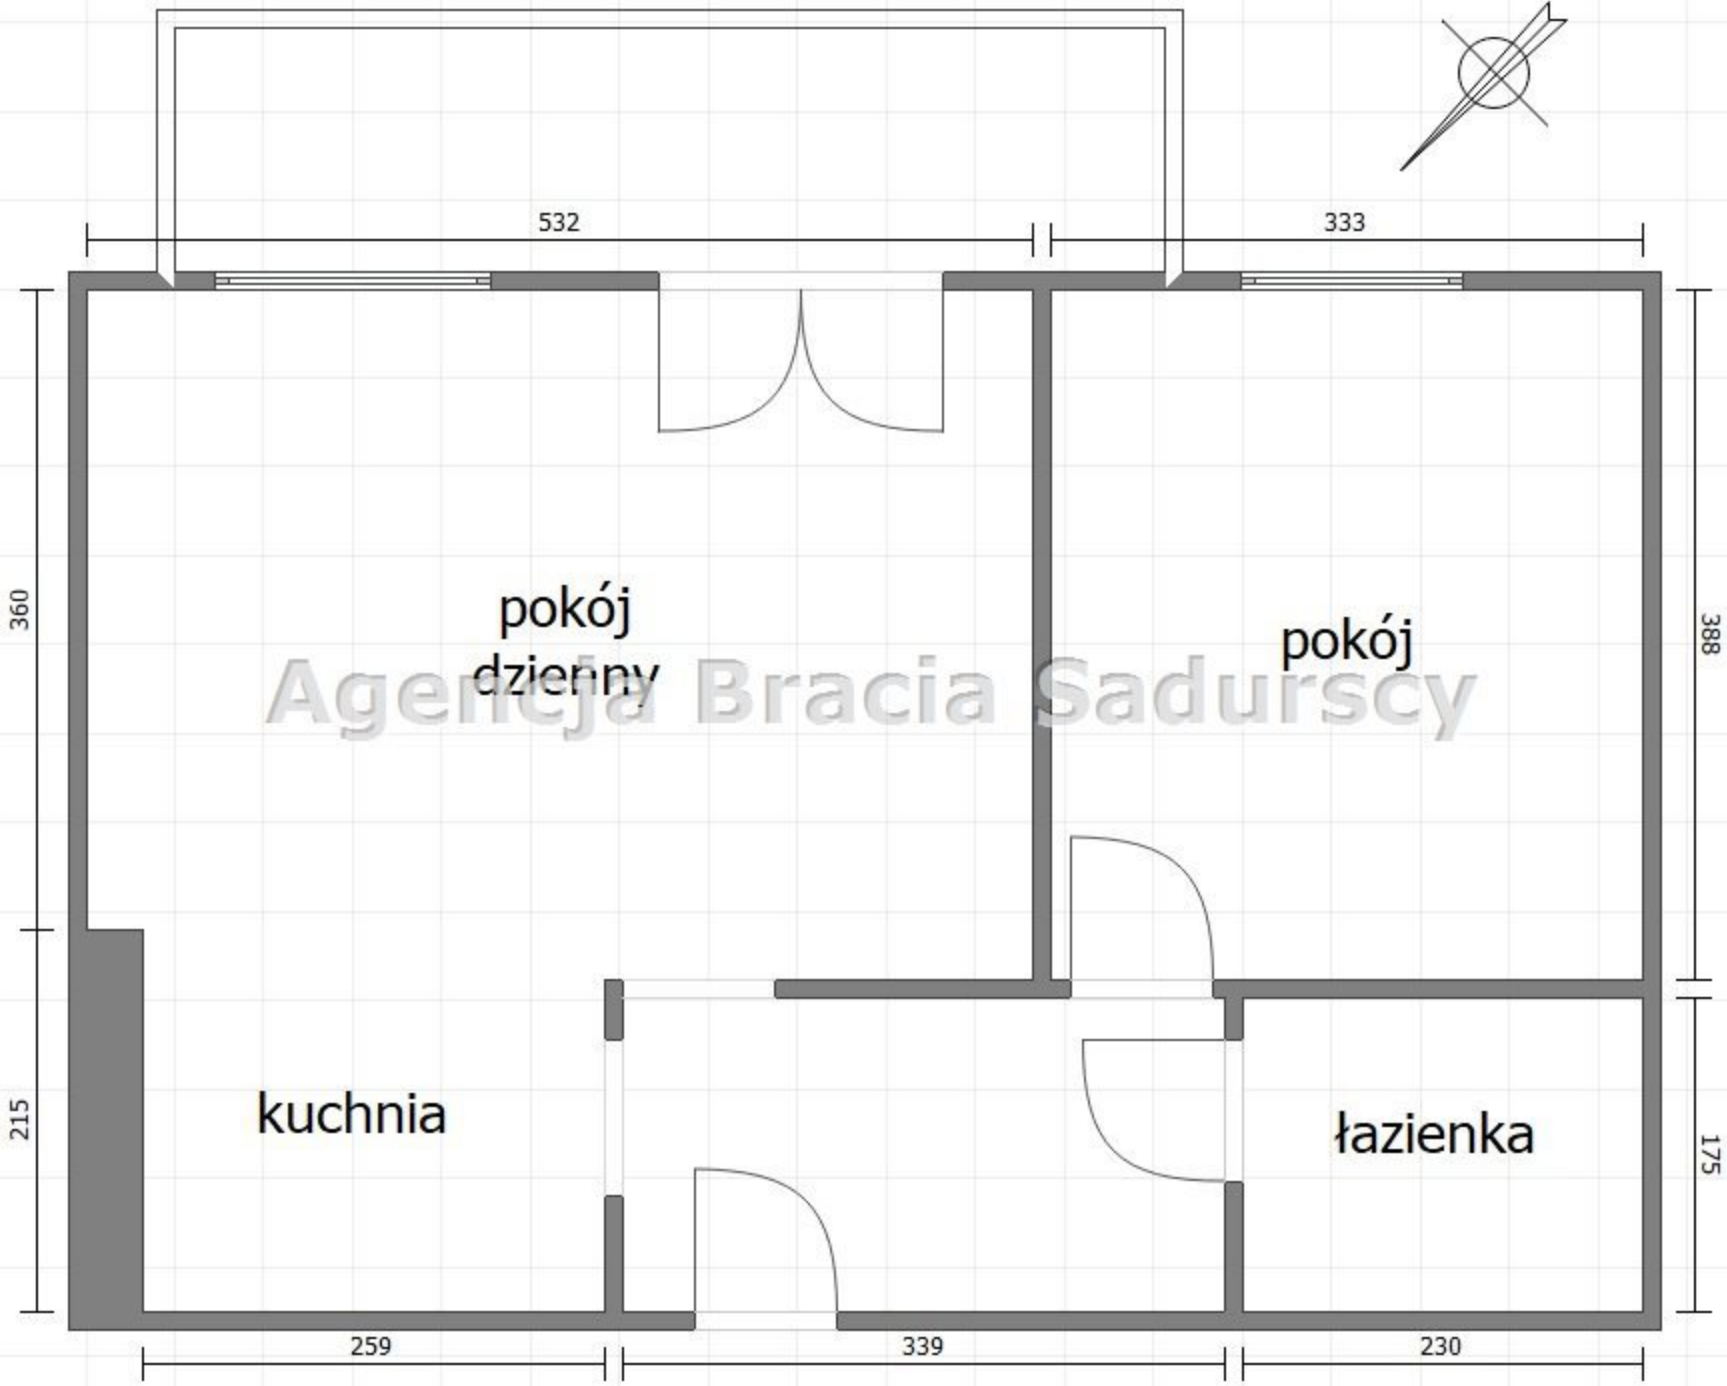 532
333
360
388
pokój
dzienny
pokój
Agencja Bracia Sadurscy
215
kuchnia
łazienka
175
259
339
230